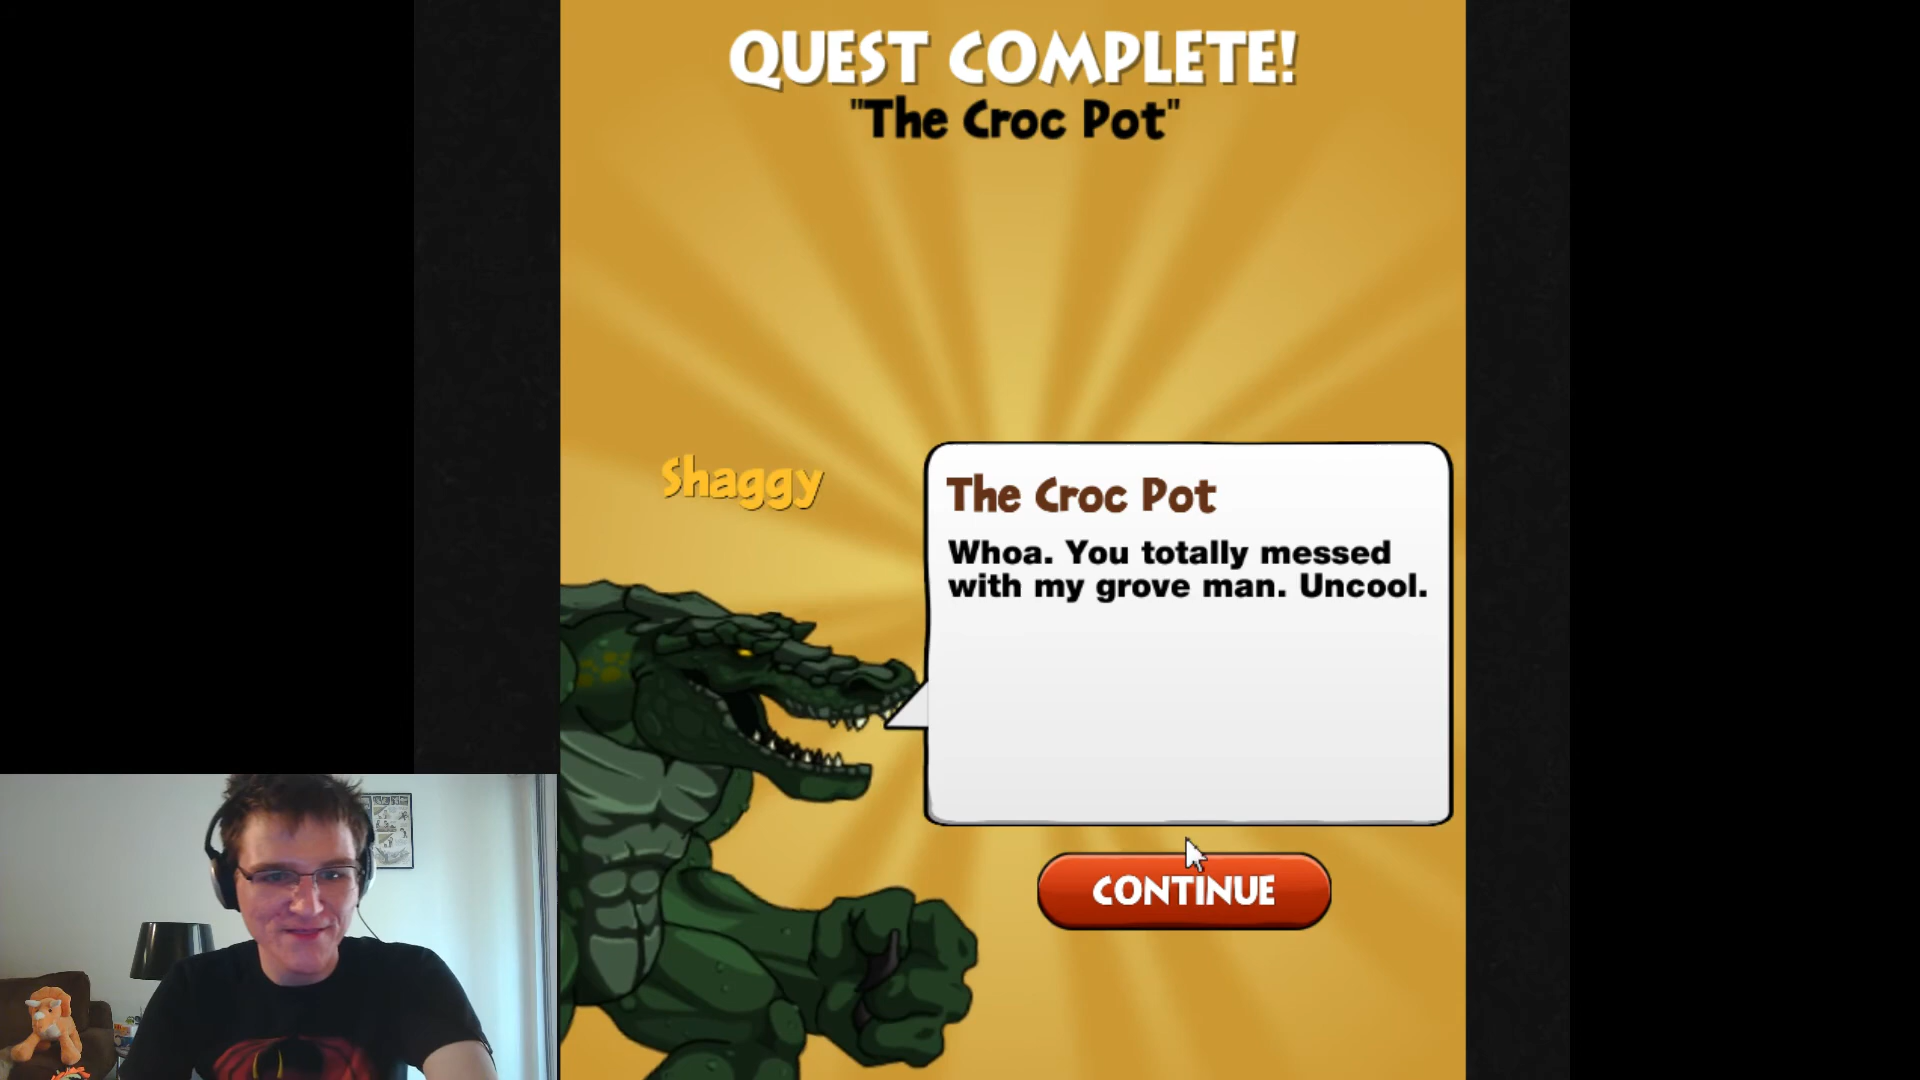 QUEST COMPLETE!
"The Croc Pot"
Shaggy
The Croc Pot
Whoa. You totally messed
with my grove man. Uncool.
CONTINUE